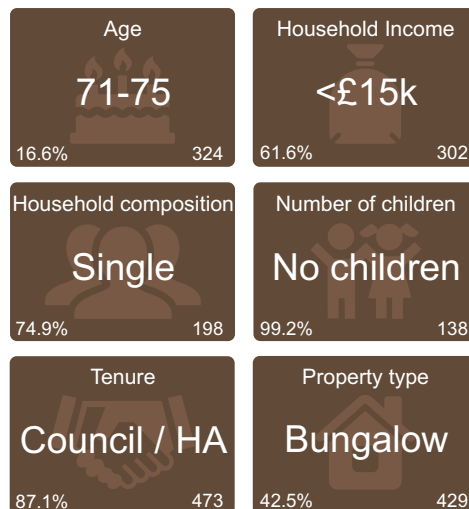 Age
71-75
16.6% 324
Household Income
<£15k
61.6% 302
Household composition
Single
74.9% 198
Number of children
No children
99.2% 138
Tenure
Council / HA
87.1% 473
Property type
Bungalow
42.5% 429